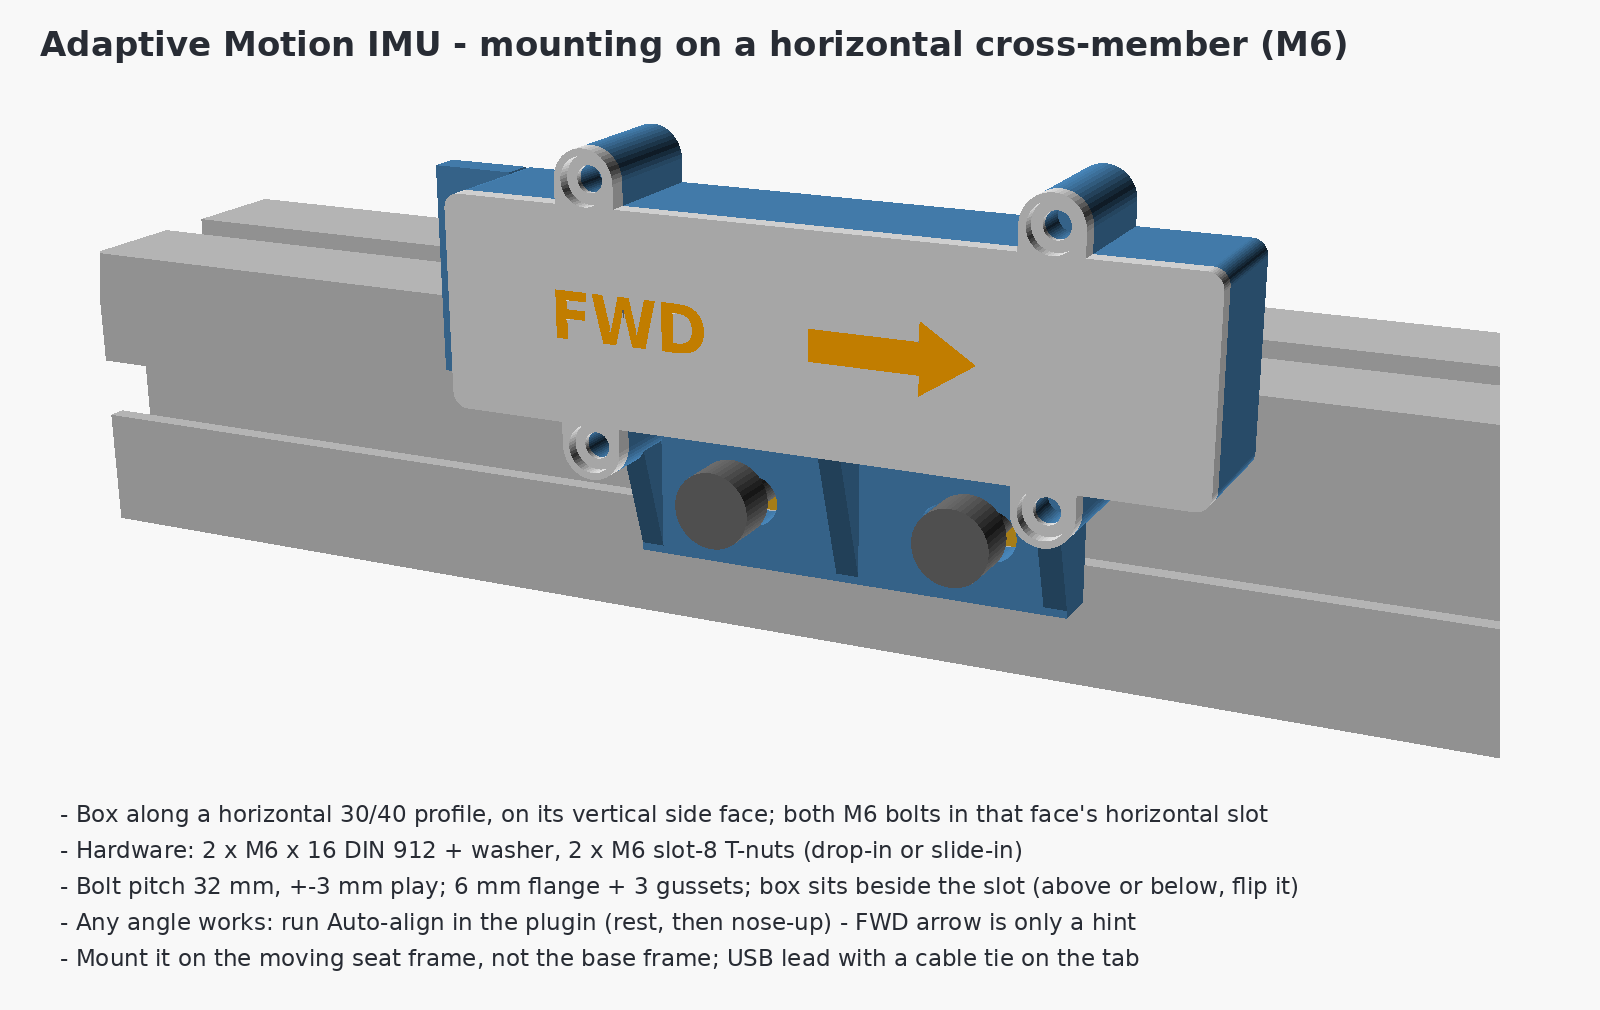 Adaptive Motion IMU - mounting on a horizontal cross-member (M6)
FWD
- Box along a horizontal 30/40 profile, on its vertical side face; both M6 bolts in that face's horizontal slot
- Hardware: 2 x M6 x 16 DIN 912 + washer, 2 x M6 slot-8 T-nuts (drop-in or slide-in)
- Bolt pitch 32 mm, +-3 mm play; 6 mm flange + 3 gussets; box sits beside the slot (above or below, flip it)
- Any angle works: run Auto-align in the plugin (rest, then nose-up) - FWD arrow is only a hint
- Mount it on the moving seat frame, not the base frame; USB lead with a cable tie on the tab